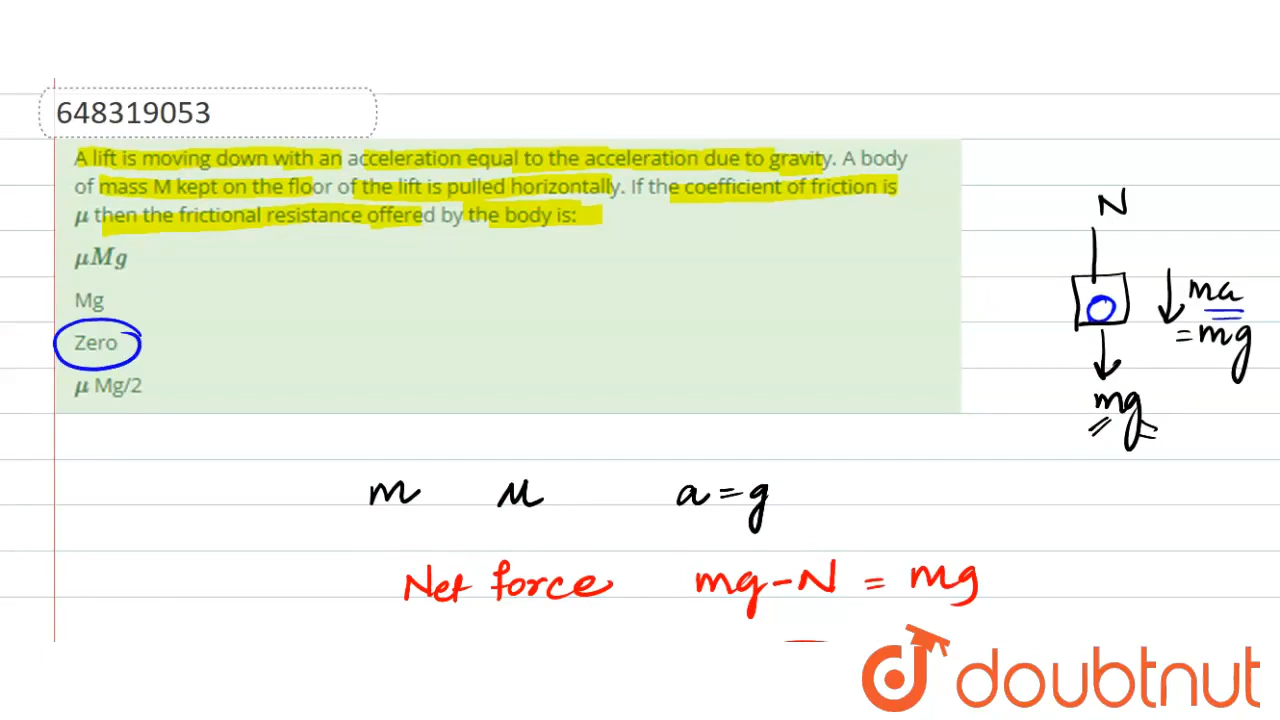 648319053
A lift is moving down with an acceleration equal to the acceleration due to gravity. A body
of mass M kept on the floor of the lift is pulled horizontally. If the coefficient of friction is
μ then the frictional resistance offered by the body is:
μMg
Mg
Zero
μ Mg/2
N
ma
= mg
mg
m μ a = g
Net force mg - N = mg
doubtnut